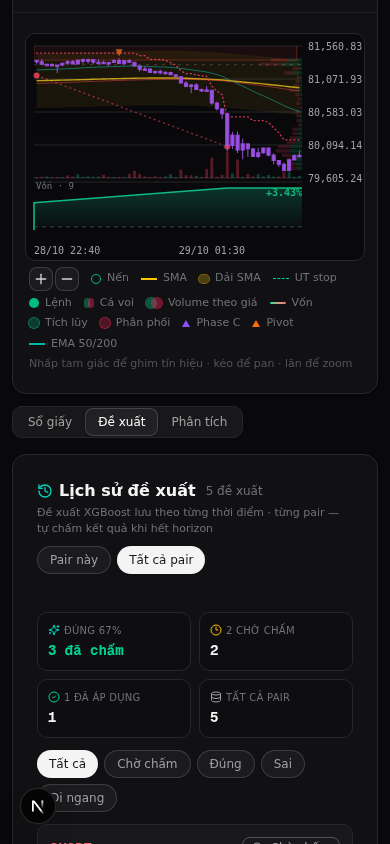 81,560.83
81,071.93
80,583.03
80,094.14
79,605.24
Vốn · 9
+3.43%
28/10 22:40 29/10 01:30
+ − Nến SMA Dải SMA UT stop
Lệnh Cá voi Volume theo giá Vốn
Tích lũy Phân phối Phase C Pivot
EMA 50/200
Nhấp tam giác để ghim tín hiệu · kéo để pan · lăn để zoom
Sổ giấy Đề xuất Phân tích
Lịch sử đề xuất 5 đề xuất
Đề xuất XGBoost lưu theo từng thời điểm · từng pair —
tự chấm kết quả khi hết horizon
Pair này Tất cả pair
ĐÚNG 67%
3 đã chấm
2 CHỜ CHẤM
2
1 ĐÃ ÁP DỤNG
1
TẤT CẢ PAIR
5
Tất cả Chờ chấm Đúng Sai
Đi ngang
N